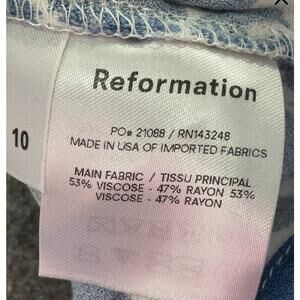 Reformation
10
PO# 21088 / RN143248
MADE IN USA OF IMPORTED FABRICS
MAIN FABRIC / TISSU PRINCIPAL
53% VISCOSE - 47% RAYON 53%
VISCOSE - 47% RAYON